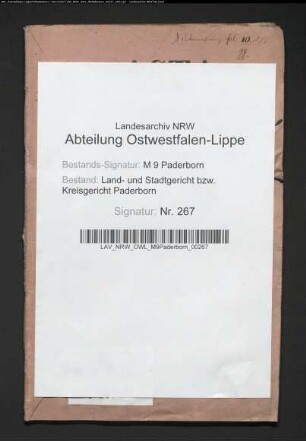 Landesarchiv NRW
Abteilung Ostwestfalen-Lippe
Bestands-Signatur: M 9 Paderborn
Bestand: Land- und Stadtgericht bzw.
Kreisgericht Paderborn
Signatur: Nr. 267
LAV_NRW_OWL_M9Paderborn_00267